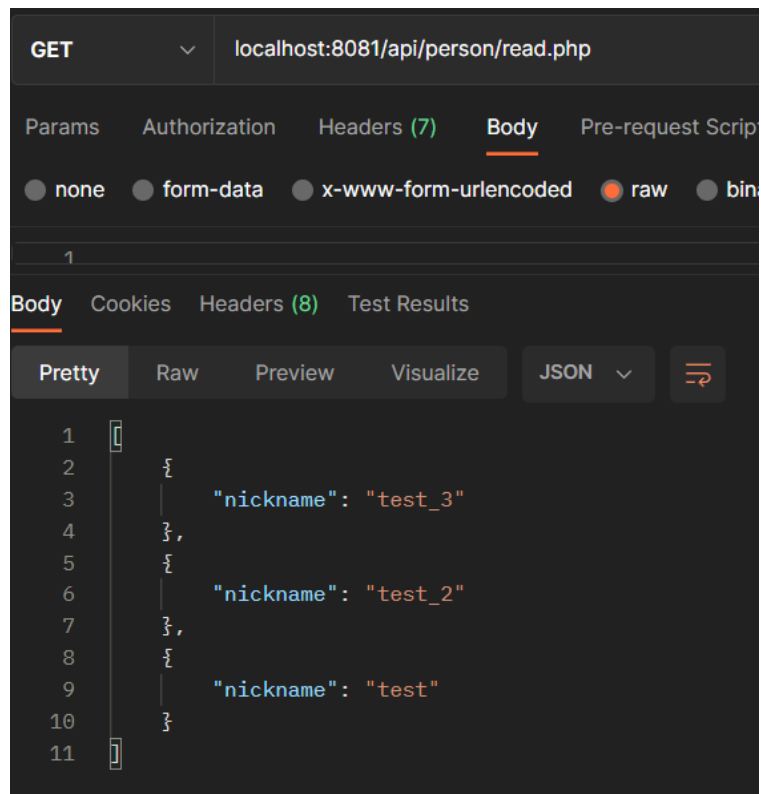 GET localhost:8081/api/person/read.php
Params Authorization Headers (7) Body Pre-request Scrip
none form-data x-www-form-urlencoded raw bin
1
Body Cookies Headers (8) Test Results
Pretty Raw Preview Visualize JSON
1 [
2 {
3 "nickname": "test_3"
4 },
5 {
6 "nickname": "test_2"
7 },
8 {
9 "nickname": "test"
10 }
11 ]